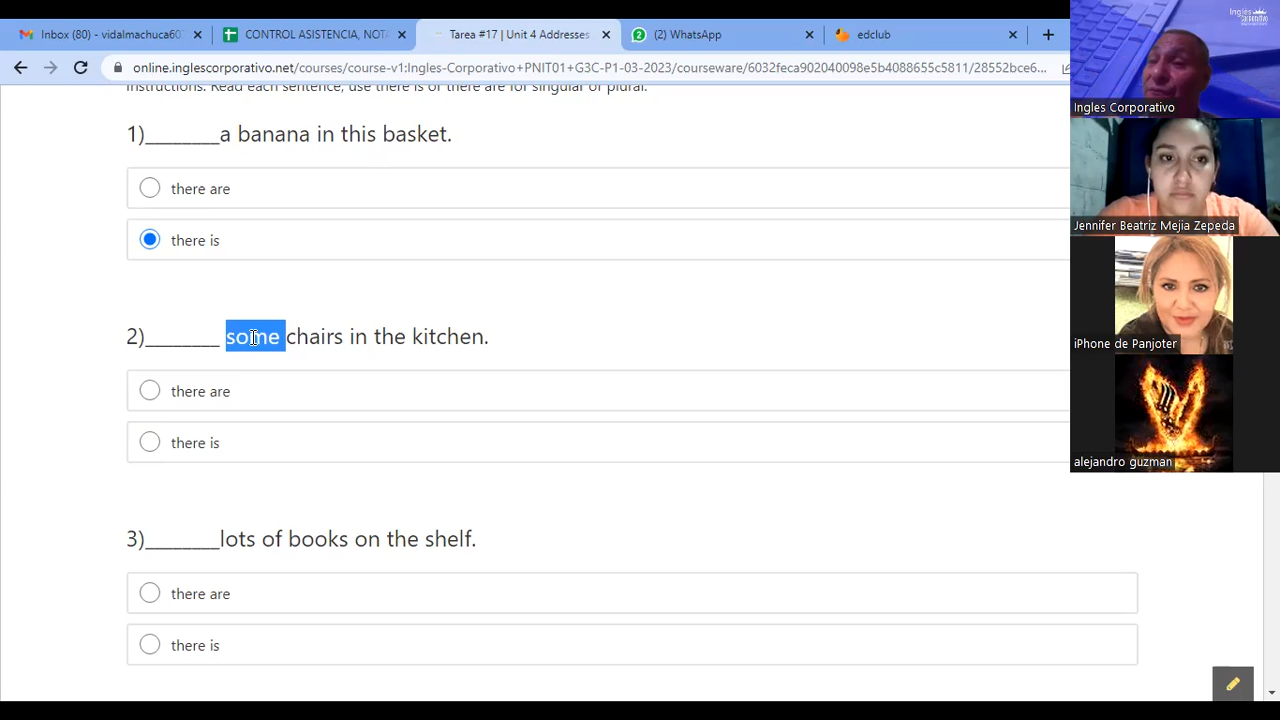 Inbox (80) - vidalmachuca60
CONTROL ASISTENCIA, NOT
Tarea #17 | Unit 4 Adresses
(2) WhatsApp
edclub
online.inglescorporativo.net/courses/course-v1:Ingles-Corporativo+PNIT01+G3C-P1-03-2023/courseware/6032feca902040098e5b4088655c5811/28552bce6...
Instructions. Read each sentence, use there is or there are for singular or plural.
1)_______a banana in this basket.
there are
there is
2)_______ some chairs in the kitchen.
there are
there is
3)_______lots of books on the shelf.
there are
there is
Inglés
Corporativo
Ingles Corporativo
Jennifer Beatriz Mejia Zepeda
iPhone de Panjoter
alejandro guzman